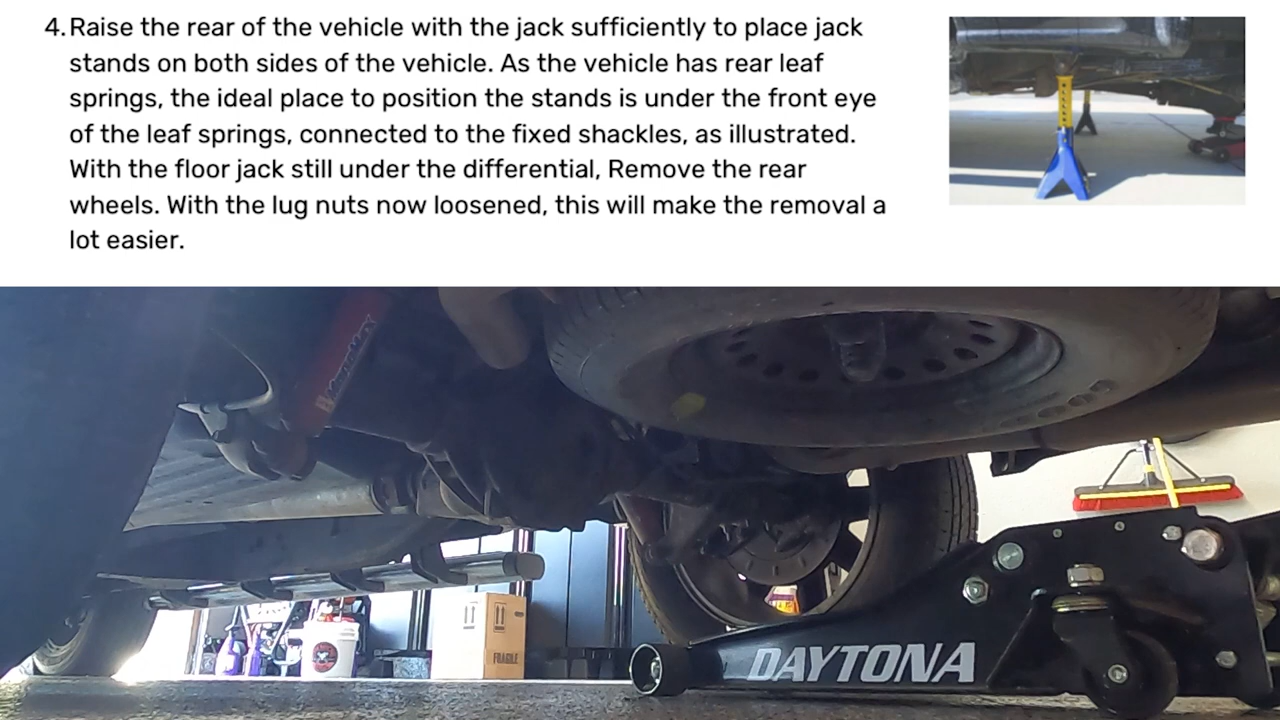 4. Raise the rear of the vehicle with the jack sufficiently to place jack
stands on both sides of the vehicle. As the vehicle has rear leaf
springs, the ideal place to position the stands is under the front eye
of the leaf springs, connected to the fixed shackles, as illustrated.
With the floor jack still under the differential, Remove the rear
wheels. With the lug nuts now loosened, this will make the removal a
lot easier.
FRAGILE
DAYTONA